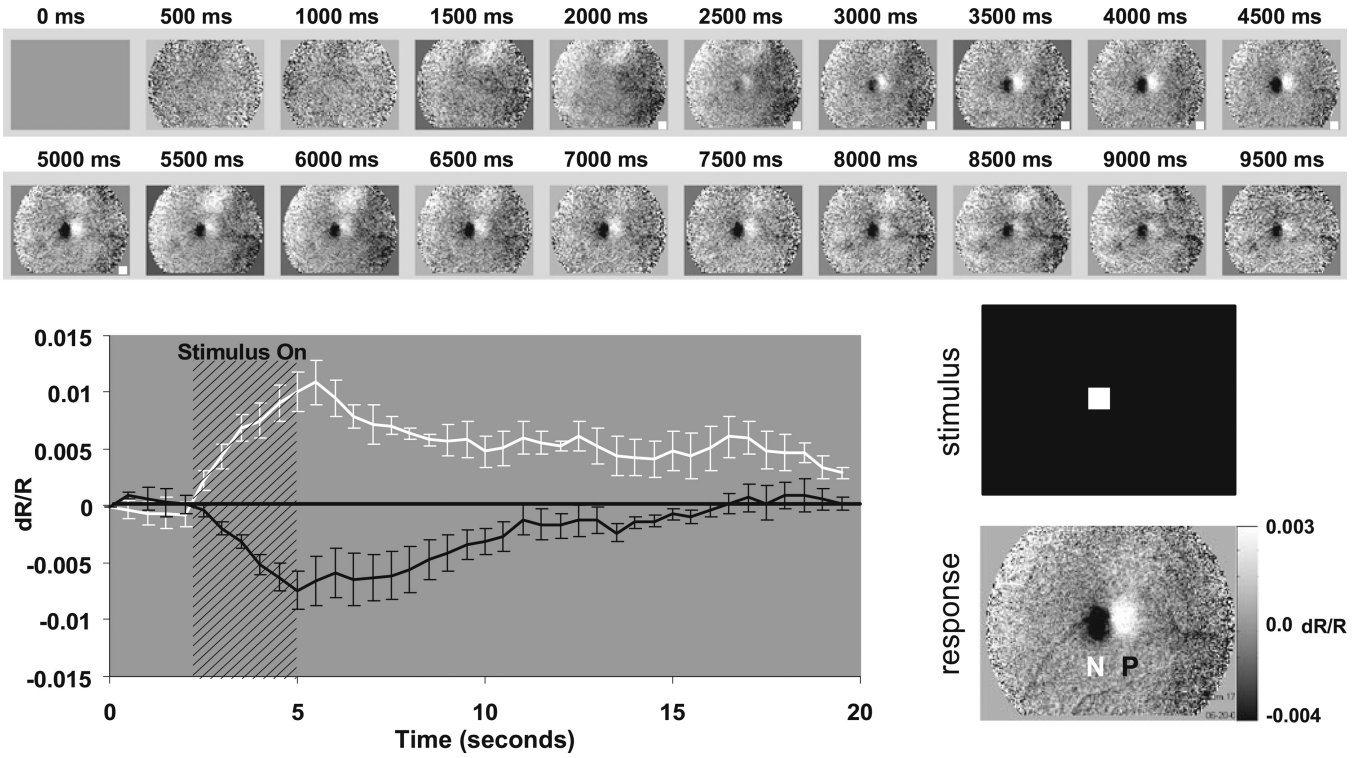 0 ms 500 ms 1000 ms 1500 ms 2000 ms 2500 ms 3000 ms 3500 ms 4000 ms 4500 ms
5000 ms 5500 ms 6000 ms 6500 ms 7000 ms 7500 ms 8000 ms 8500 ms 9000 ms 9500 ms
Stimulus On
0.015
0.01
0.005
0
-0.005
-0.01
-0.015
dR/R
0 5 10 15 20
Time (seconds)
stimulus
response
N P
0.003
0.0 dR/R
-0.004